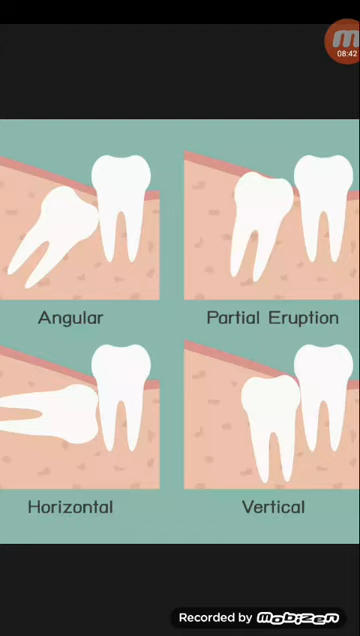 08:42
Angular
Partial Eruption
Horizontal
Vertical
Recorded by mobizen